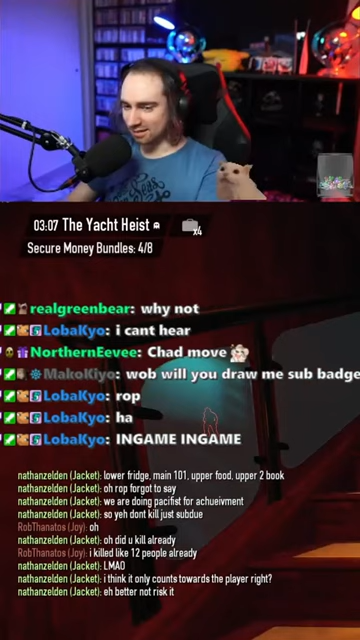 03:07 The Yacht Heist
x4
Secure Money Bundles: 4/8
realgreenbear: why not
LobaKyo: i cant hear
NorthernEevee: Chad move
MakoKiyo: wob will you draw me sub badge
LobaKyo: rop
LobaKyo: ha
LobaKyo: INGAME INGAME
nathanzelden (Jacket): lower fridge, main 101, upper food, upper 2 book
nathanzelden (Jacket): oh rop forgot to say
nathanzelden (Jacket): we are doing pacifist for achueivment
nathanzelden (Jacket): so yeh dont kill just subdue
RobThanatos (Joy): oh
nathanzelden (Jacket): oh did u kill already
RobThanatos (Joy): i killed like 12 people already
nathanzelden (Jacket): LMAO
nathanzelden (Jacket): i think it only counts towards the player right?
nathanzelden (Jacket): eh better not risk it